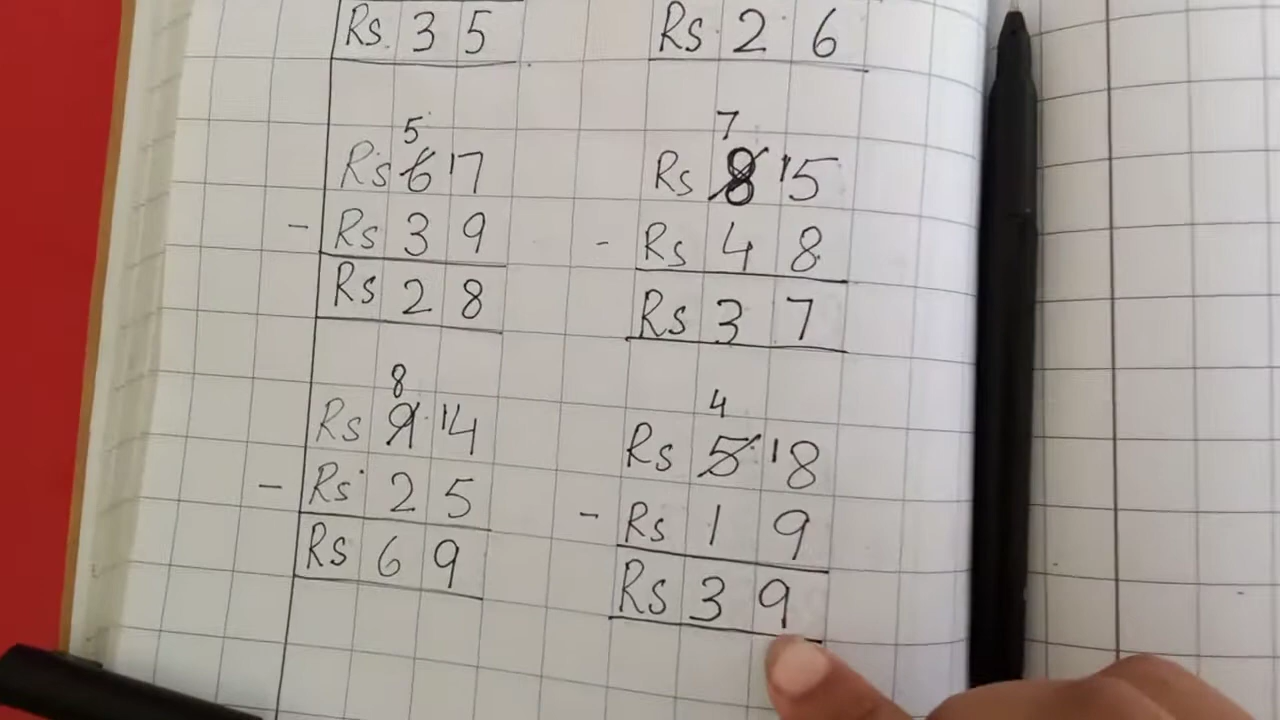 Rs. 3 5
Rs. 2 6
5
Rs 6 17
- Rs 3 9
Rs 2 8
7
Rs 8 15
- Rs 4 8
Rs 3 7
8
Rs 9 14
- Rs 2 5
Rs 6 9
4
Rs 5 18
- Rs 1 9
Rs 3 9